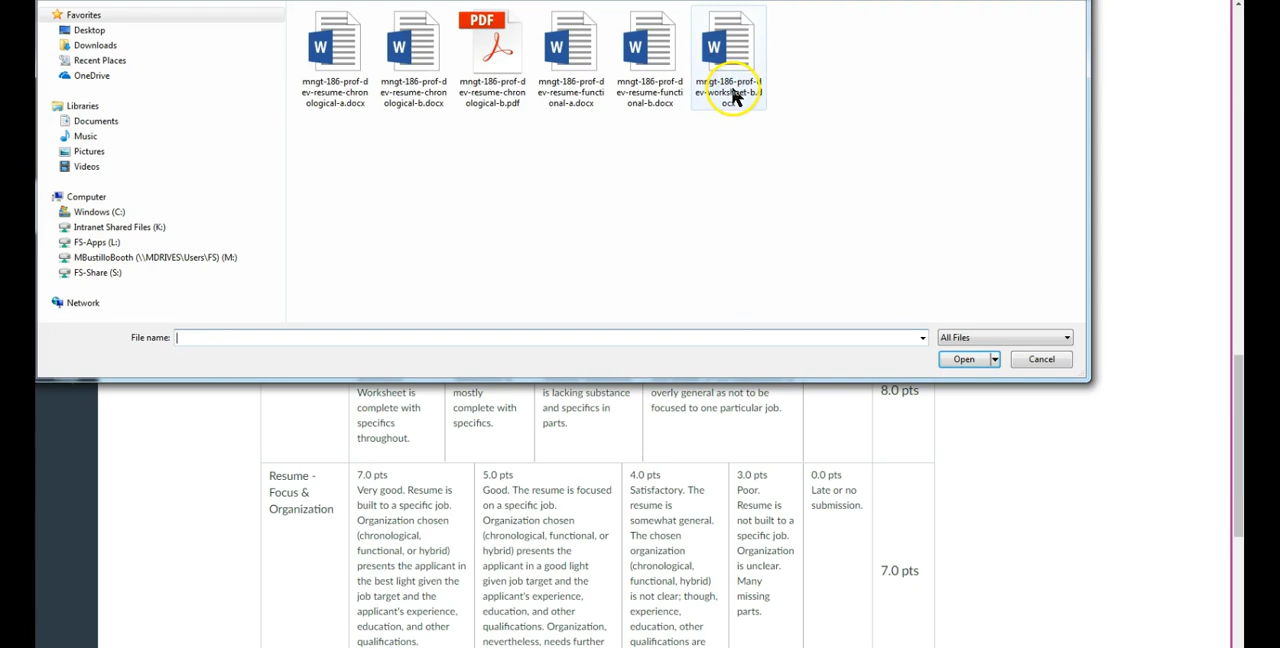 Favorites
Desktop
Downloads
Recent Places
OneDrive
Libraries
Documents
Music
Pictures
Videos
Computer
Windows (C:)
Intranet Shared Files (K:)
FS-Apps (L:)
MBustilloBooth (\\MDRIVES\Users\FS) (M:)
FS-Share (S:)
Network
W
mngt-186-prof-d
ev-resume-chron
ological-a.docx
W
mngt-186-prof-d
ev-resume-chron
ological-b.docx
PDF
mngt-186-prof-d
ev-resume-chron
ological-b.pdf
W
mngt-186-prof-d
ev-resume-functi
onal-a.docx
W
mngt-186-prof-d
ev-resume-functi
onal-b.docx
W
mngt-186-prof-d
ev-worksheet-b.d
ocx
File name:
All Files
Open
Cancel
Worksheet is
complete with
specifics
throughout.
mostly
complete with
specifics.
is lacking substance
and specifics in
parts.
overly general as not to be
focused to one particular job.
8.0 pts
Resume -
Focus &
Organization
7.0 pts
Very good. Resume is
built to a specific job.
Organization chosen
(chronological,
functional, or hybrid)
presents the
applicant in
the best light given the
job target and the
applicant's experience,
education, and other
qualifications.
5.0 pts
Good. The resume is focused
on a specific job.
Organization chosen
(chronological, functional, or
hybrid) presents the
applicant in a good light
given job target and the
applicant's experience,
education, and other
qualifications. Organization,
nevertheless, needs further
4.0 pts
Satisfactory. The
resume is
somewhat general.
The chosen
organization
(chronological,
functional, hybrid)
is not clear; though,
experience,
education, other
qualifications are
3.0 pts
Poor.
Resume is
not built to a
specific job.
Organization
is unclear.
Many
missing
parts.
0.0 pts
Late or no
submission.
7.0 pts